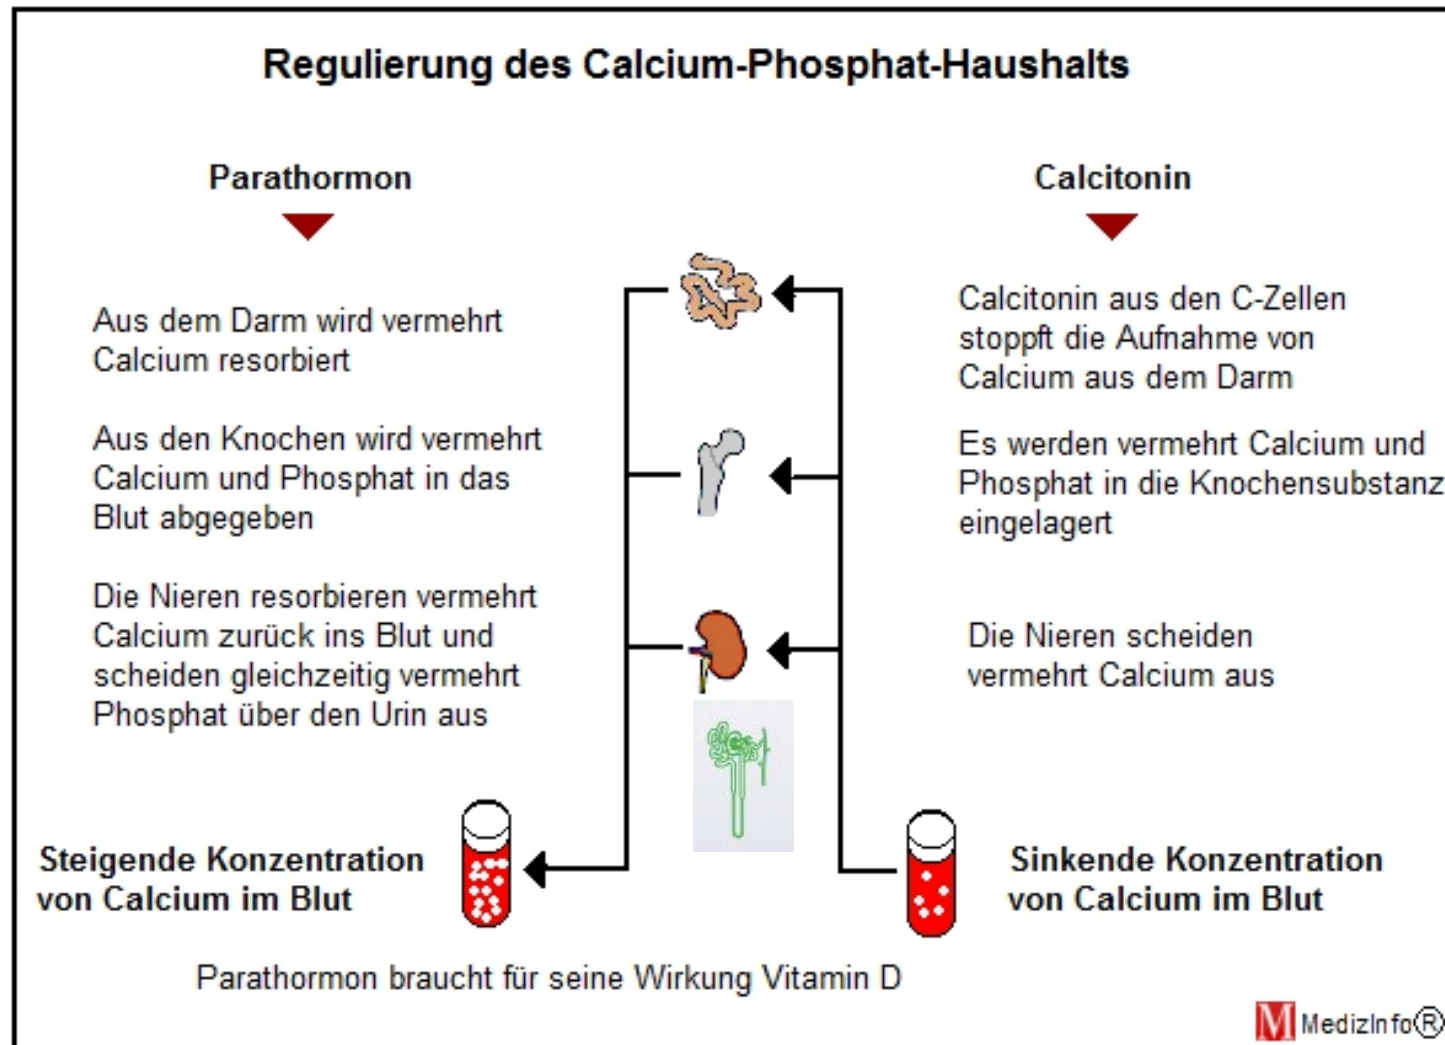 Regulierung des Calcium-Phosphat-Haushalts
Parathormon
Aus dem Darm wird vermehrt
Calcium resorbiert
Aus den Knochen wird vermehrt
Calcium und Phosphat in das
Blut abgegeben
Die Nieren resorbieren vermehrt
Calcium zurück ins Blut und
scheiden gleichzeitig vermehrt
Phosphat über den Urin aus
Steigende Konzentration
von Calcium im Blut
Calcitonin
Calcitonin aus den C-Zellen
stoppft die Aufnahme von
Calcium aus dem Darm
Es werden vermehrt Calcium und
Phosphat in die Knochensubstanz
eingelagert
Die Nieren scheiden
vermehrt Calcium aus
Sinkende Konzentration
von Calcium im Blut
Parathormon braucht für seine Wirkung Vitamin D
M MedizInfo®